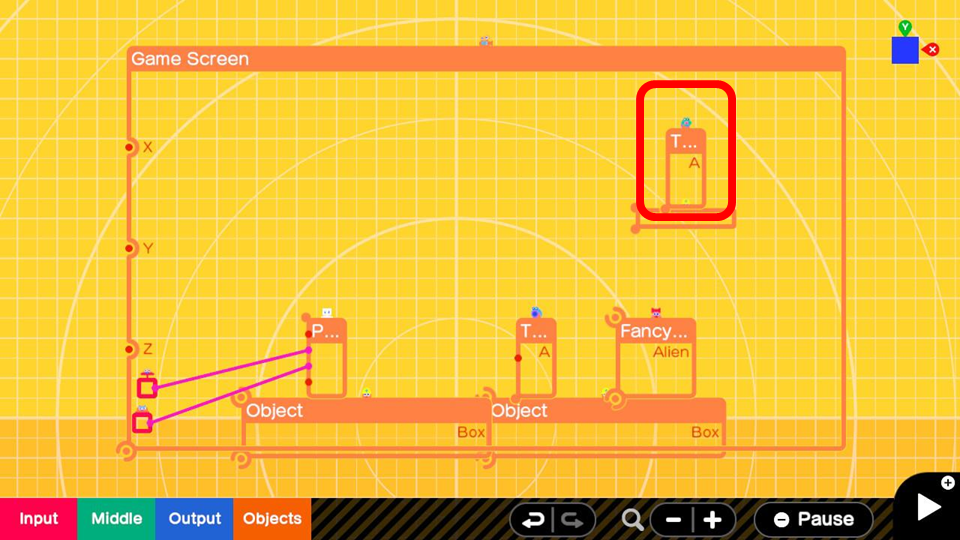 Game Screen
Y
X
T...
A
X
Y
Z
P...
T...
A
Fancy...
Alien
Object
Box
Object
Box
Input
Middle
Output
Objects
Pause